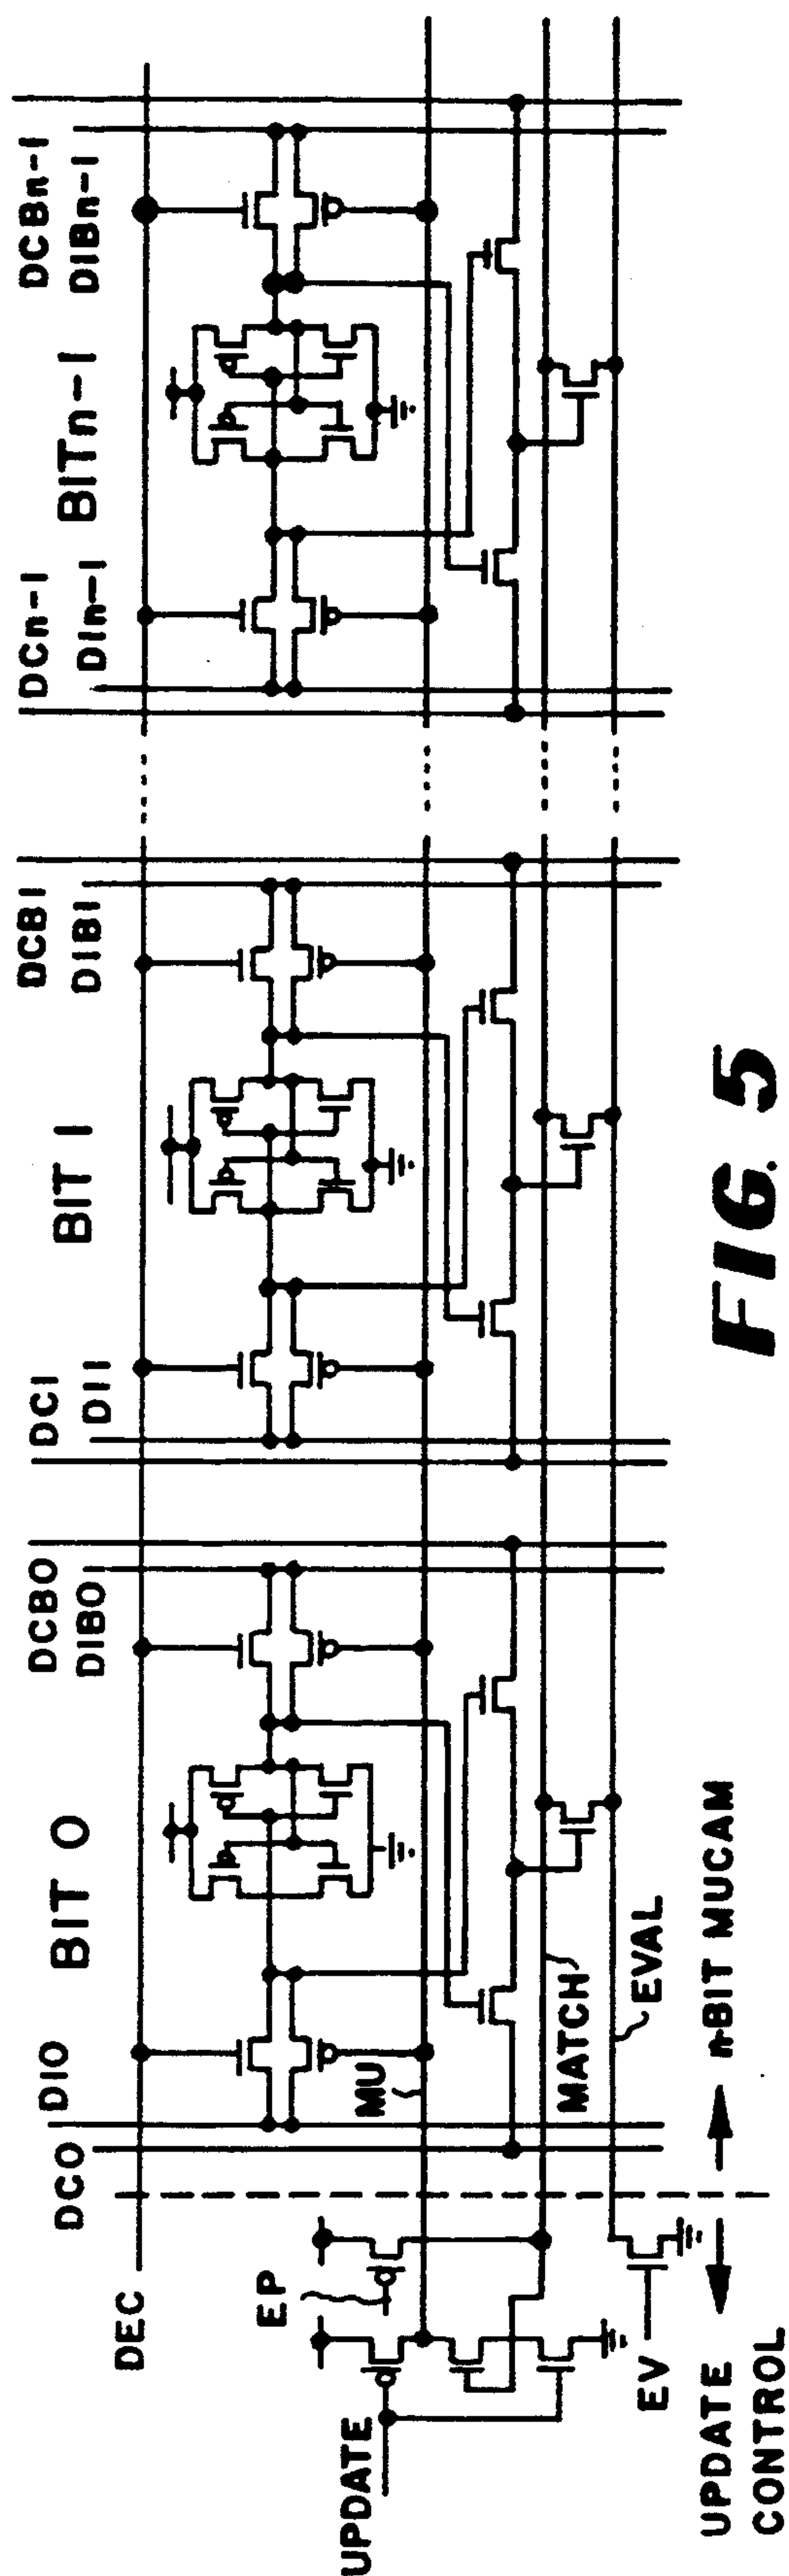 DCBn-1
DIBn-1
BITn-1
DCn-1
DIn-1
DCB1
DIB1
BIT 1
DC1
DI1
DCB0
DIB0
BIT 0
DI0
DC0
DEC
MU
MATCH
EVAL
EP
UPDATE
EV
n-BIT MUCAM
UPDATE
CONTROL
FIG. 5